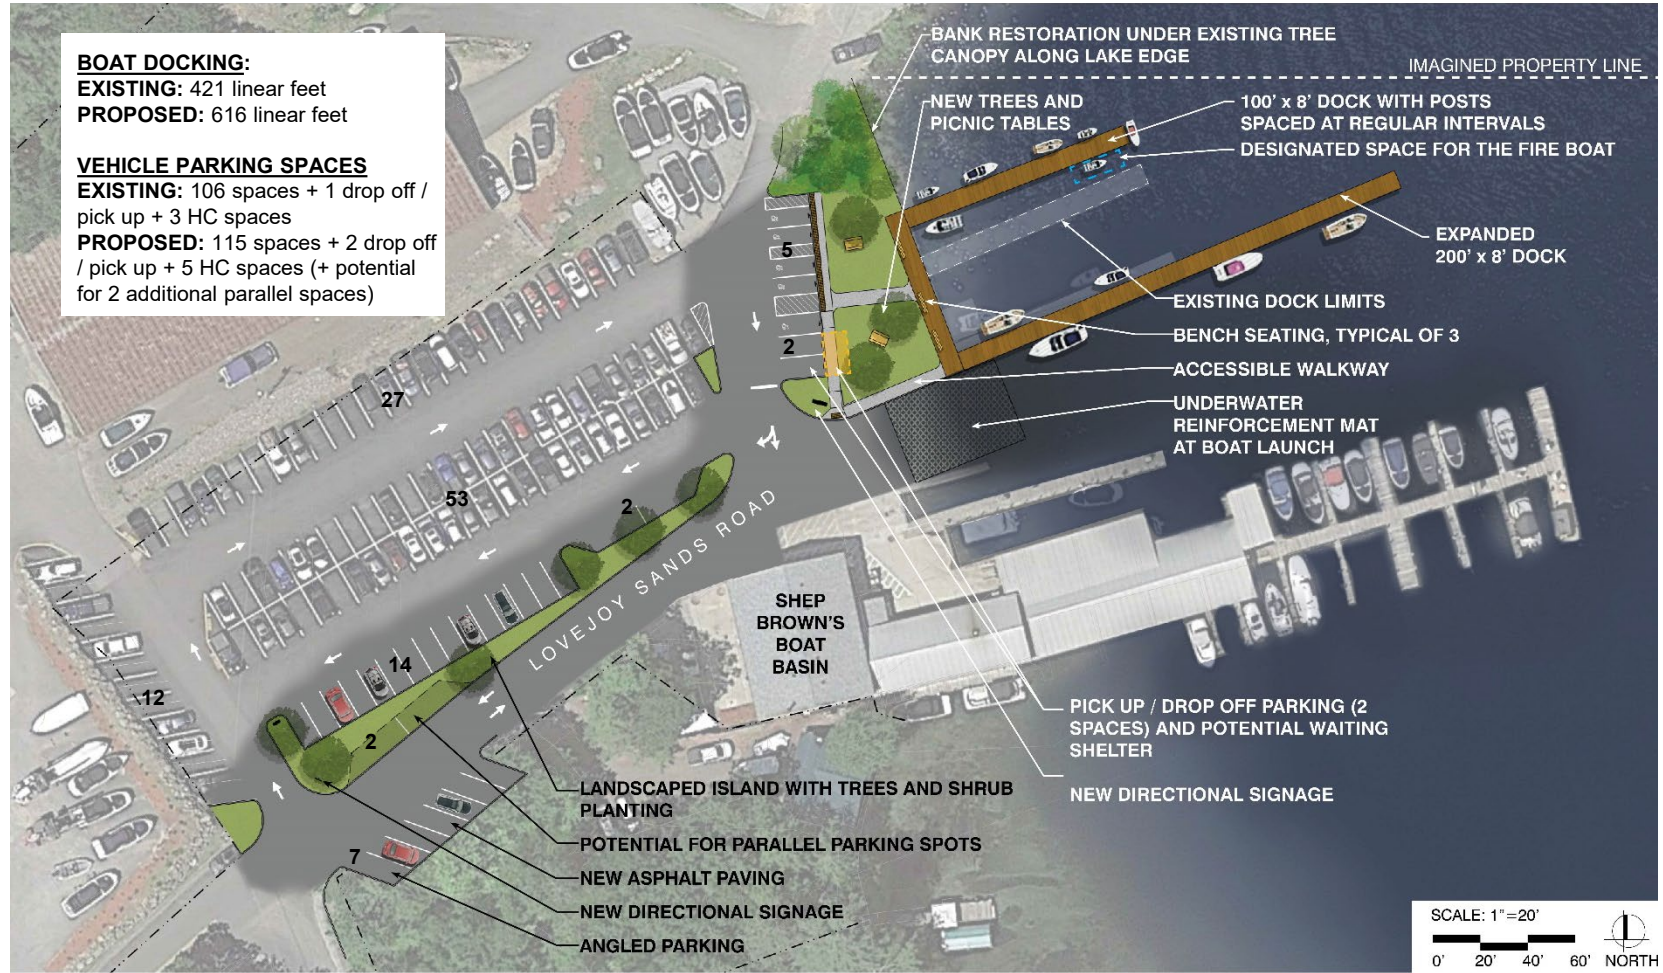 BOAT DOCKING:
EXISTING: 421 linear feet
PROPOSED: 616 linear feet
VEHICLE PARKING SPACES
EXISTING: 106 spaces + 1 drop off /
pick up + 3 HC spaces
PROPOSED: 115 spaces + 2 drop off
/ pick up + 5 HC spaces (+ potential
for 2 additional parallel spaces)
BANK RESTORATION UNDER EXISTING TREE
CANOPY ALONG LAKE EDGE
IMAGINED PROPERTY LINE
NEW TREES AND
PICNIC TABLES
100' x 8' DOCK WITH POSTS
SPACED AT REGULAR INTERVALS
DESIGNATED SPACE FOR THE FIRE BOAT
EXPANDED
200' x 8' DOCK
EXISTING DOCK LIMITS
BENCH SEATING, TYPICAL OF 3
ACCESSIBLE WALKWAY
UNDERWATER
REINFORCEMENT MAT
AT BOAT LAUNCH
5
2
27
53
2
14
12
2
7
LOVEJOY SANDS ROAD
SHEP
BROWN'S
BOAT
BASIN
PICK UP / DROP OFF PARKING (2
SPACES) AND POTENTIAL WAITING
SHELTER
NEW DIRECTIONAL SIGNAGE
LANDSCAPED ISLAND WITH TREES AND SHRUB
PLANTING
POTENTIAL FOR PARALLEL PARKING SPOTS
NEW ASPHALT PAVING
NEW DIRECTIONAL SIGNAGE
ANGLED PARKING
SCALE: 1"=20'
0' 20' 40' 60' NORTH